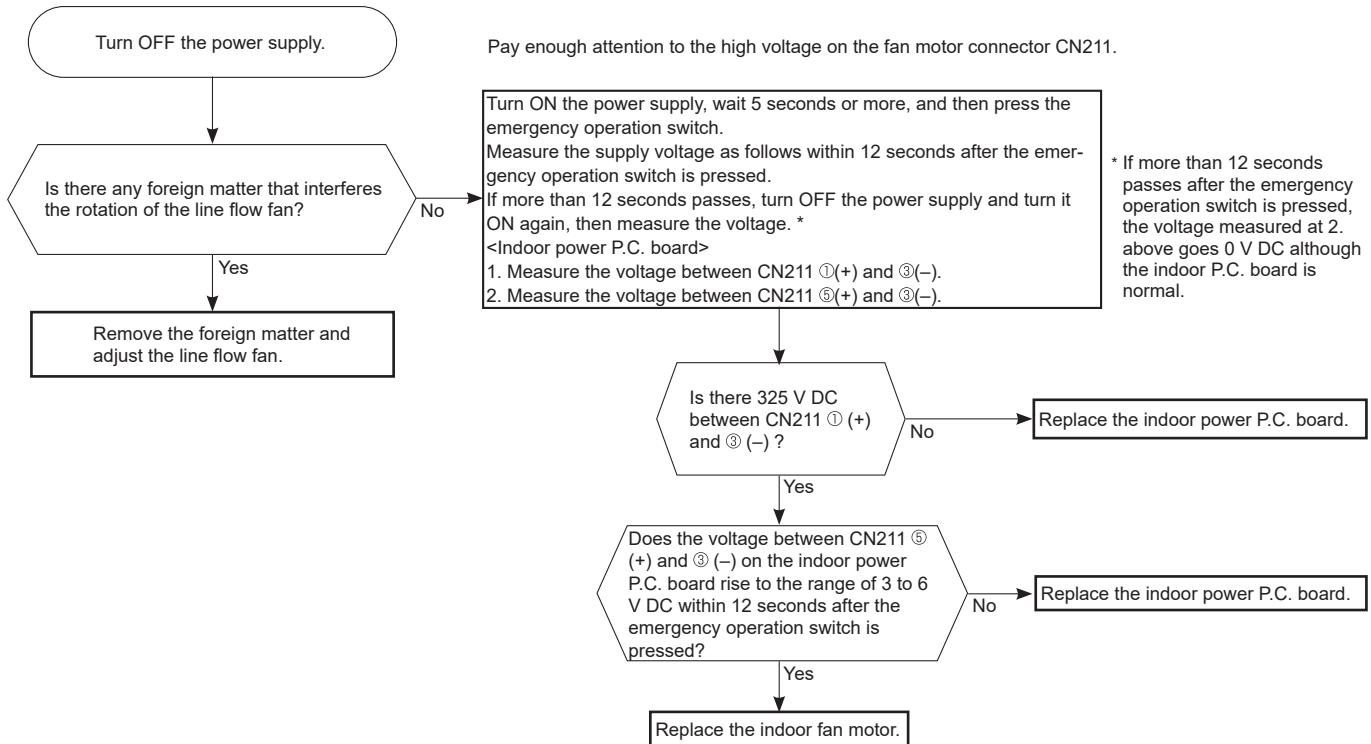 Turn OFF the power supply.
Pay enough attention to the high voltage on the fan motor connector CN211.
Is there any foreign matter that interferes
the rotation of the line flow fan?
No
Yes
Remove the foreign matter and
adjust the line flow fan.
Turn ON the power supply, wait 5 seconds or more, and then press the
emergency operation switch.
Measure the supply voltage as follows within 12 seconds after the emer-
gency operation switch is pressed.
If more than 12 seconds passes, turn OFF the power supply and turn it
ON again, then measure the voltage. *
<Indoor power P.C. board>
1. Measure the voltage between CN211 ①(+) and ③(–).
2. Measure the voltage between CN211 ⑤(+) and ③(–).
* If more than 12 seconds
passes after the emergency
operation switch is pressed,
the voltage measured at 2.
above goes 0 V DC although
the indoor P.C. board is
normal.
Is there 325 V DC
between CN211 ① (+)
and ③ (–) ?
No
Replace the indoor power P.C. board.
Yes
Does the voltage between CN211 ⑤
(+) and ③ (–) on the indoor power
P.C. board rise to the range of 3 to 6
V DC within 12 seconds after the
emergency operation switch is
pressed?
No
Replace the indoor power P.C. board.
Yes
Replace the indoor fan motor.